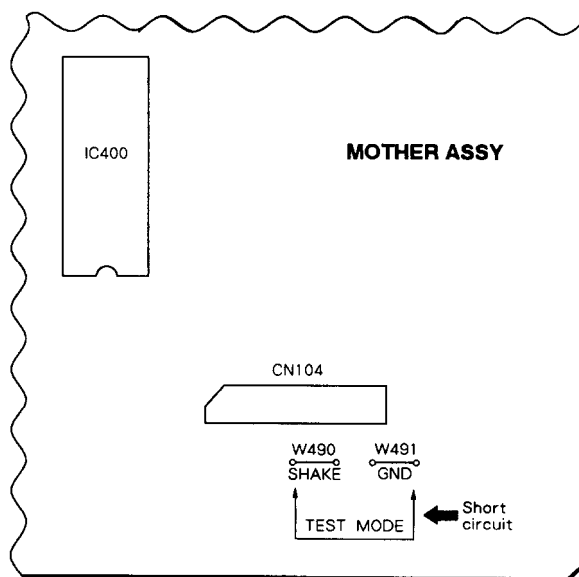 IC400
MOTHER ASSY
CN104
W490 W491
SHAKE GND
TEST MODE
Short
circuit